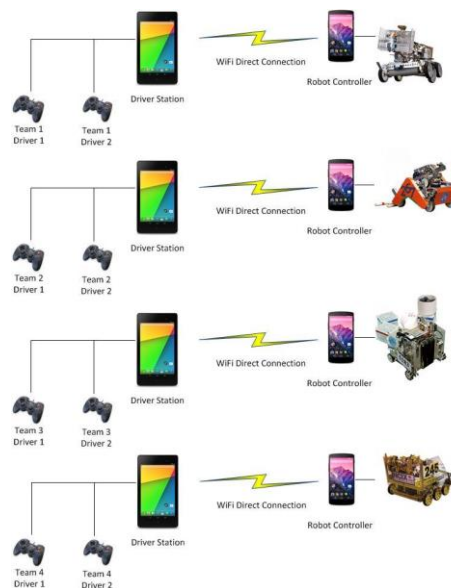 WiFi Direct Connection
Robot Controller
Driver Station
Team 1
Driver 1
Team 1
Driver 2
WiFi Direct Connection
Robot Controller
Driver Station
Team 2
Driver 1
Team 2
Driver 2
WiFi Direct Connection
Robot Controller
Driver Station
Team 3
Driver 1
Team 3
Driver 2
245
WiFi Direct Connection
Robot Controller
Driver Station
Team 4
Driver 1
Team 4
Driver 2